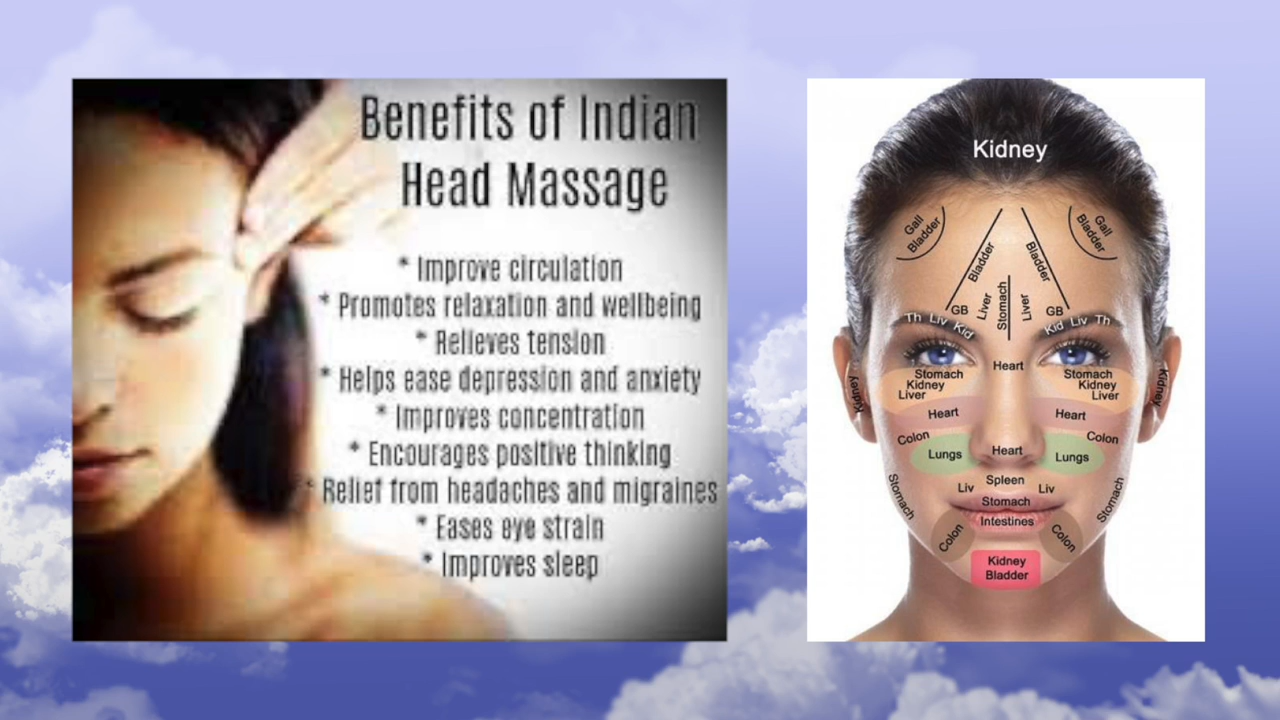 Benefits of Indian
Head Massage
* Improve circulation
* Promotes relaxation and wellbeing
* Relieves tension
* Helps ease depression and anxiety
* Improves concentration
* Encourages positive thinking
* Relief from headaches and migraines
* Eases eye strain
* Improves sleep
Kidney
Gall
Bladder
Gall
Bladder
Bladder
Bladder
Liver
Stomach
Liver
GB
GB
Th Liv Kid
Kid Liv Th
Heart
Stomach
Kidney
Liver
Stomach
Kidney
Liver
Kidney
Kidney
Heart
Heart
Colon
Colon
Lungs
Heart
Lungs
Spleen
Liv
Liv
Stomach
Stomach
Stomach
Intestines
Colon
Colon
Kidney
Bladder